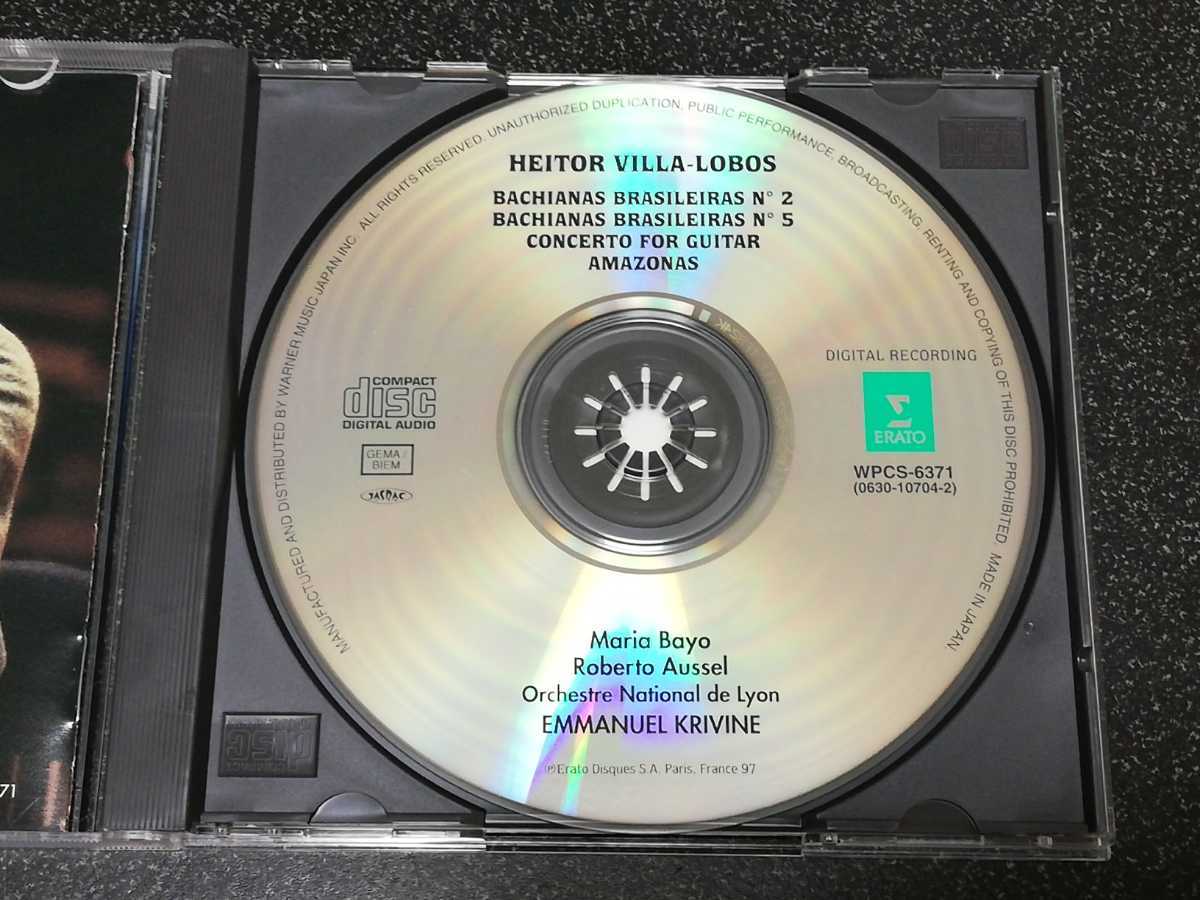 MANUFACTURED AND DISTRIBUTED BY WARNER MUSIC JAPAN INC. ALL RIGHTS RESERVED. UNAUTHORIZED DUPLICATION, PUBLIC PERFORMANCE, BROADCASTING, RENTING AND COPYING OF THIS DISC PROHIBITED. MADE IN JAPAN
HEITOR VILLA-LOBOS
BACHIANAS BRASILEIRAS N° 2
BACHIANAS BRASILEIRAS N° 5
CONCERTO FOR GUITAR
AMAZONAS
COMPACT
disc
DIGITAL AUDIO
GEMA/
BIEM
JASRAC
DIGITAL RECORDING
ERATO
WPCS-6371
(0630-10704-2)
Maria Bayo
Roberto Aussel
Orchestre National de Lyon
EMMANUEL KRIVINE
℗Erato Disques S.A. Paris, France 97
71
disc
disc